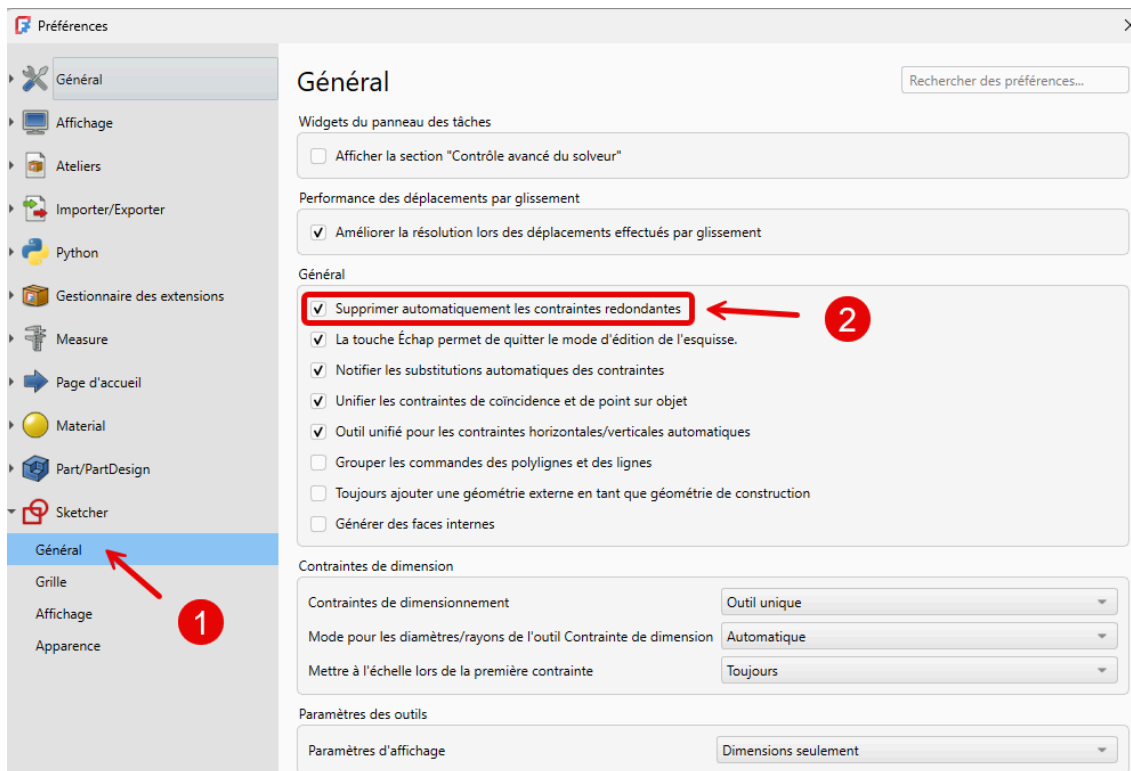 Préférences
Général
Affichage
Ateliers
Importer/Exporter
Python
Gestionnaire des extensions
Measure
Page d'accueil
Material
Part/PartDesign
Sketcher
Général
Grille
Affichage
Apparence
1
Général
Rechercher des préférences...
Widgets du panneau des tâches
Afficher la section "Contrôle avancé du solveur"
Performance des déplacements par glissement
Améliorer la résolution lors des déplacements effectués par glissement
Général
Supprimer automatiquement les contraintes redondantes
2
La touche Échap permet de quitter le mode d'édition de l'esquisse.
Notifier les substitutions automatiques des contraintes
Unifier les contraintes de coïncidence et de point sur objet
Outil unifié pour les contraintes horizontales/verticales automatiques
Grouper les commandes des polylignes et des lignes
Toujours ajouter une géométrie externe en tant que géométrie de construction
Générer des faces internes
Contraintes de dimension
Contraintes de dimensionnement Outil unique
Mode pour les diamètres/rayons de l'outil Contrainte de dimension Automatique
Mettre à l'échelle lors de la première contrainte Toujours
Paramètres des outils
Paramètres d'affichage Dimensions seulement